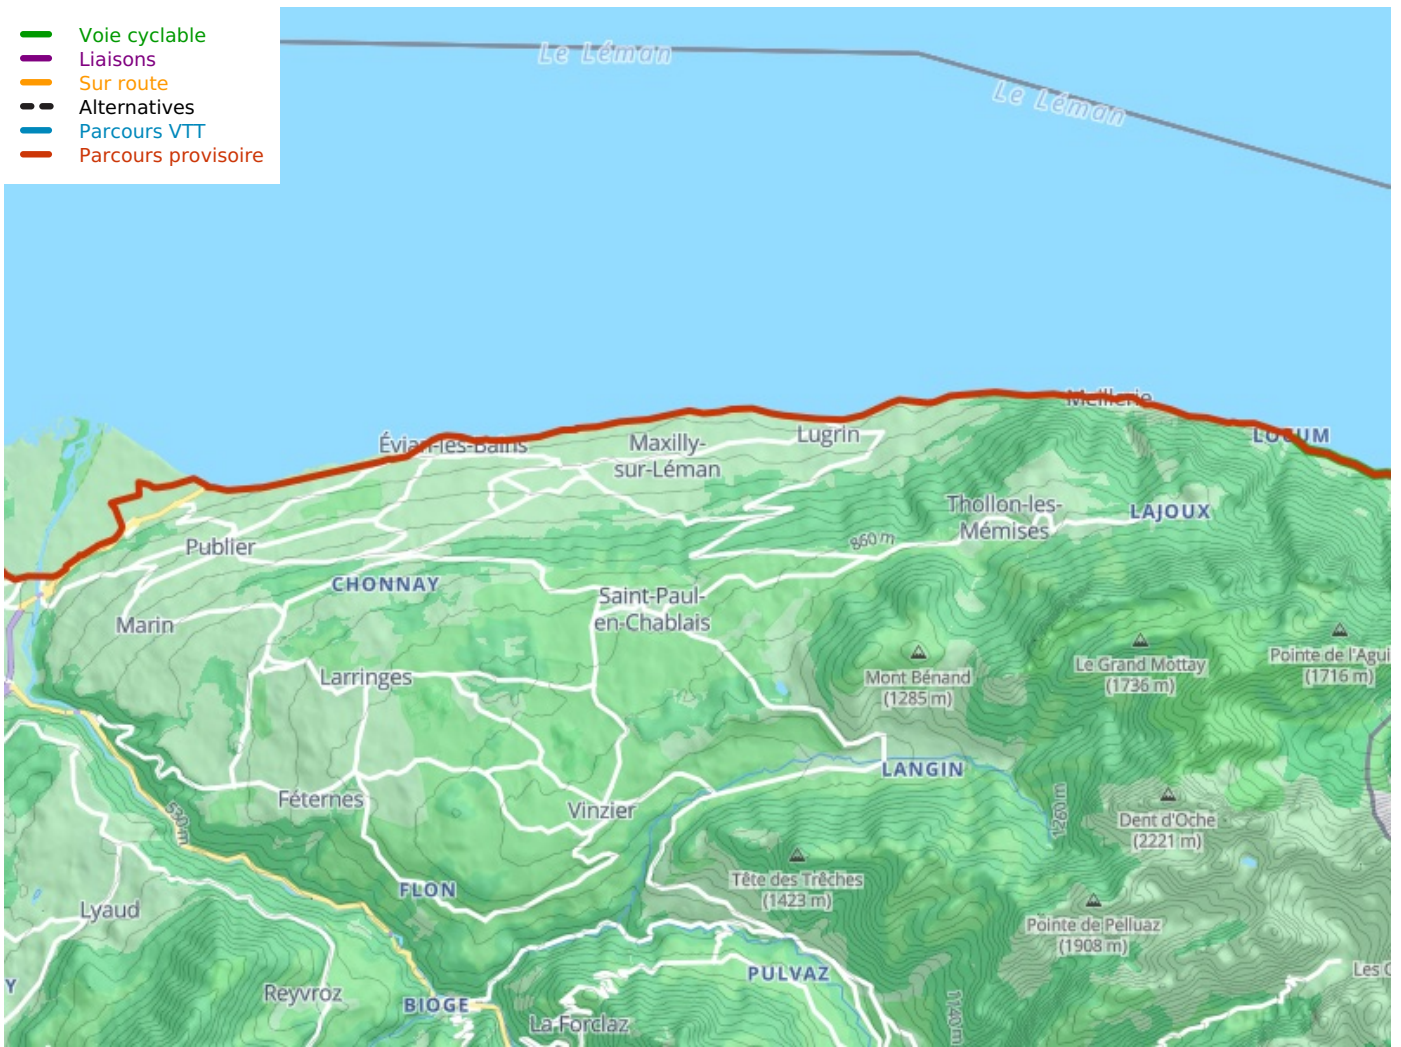 Voie cyclable
Liaisons
Sur route
Alternatives
Parcours VTT
Parcours provisoire
Le Léman
Le Léman
Meillerie
Évian-les-Bains
Maxilly-
sur-Léman
Lugrin
LOCUM
Thollon-les-
Mémises
LAJOUX
860 m
Publier
CHONNAY
Saint-Paul-
en-Chablais
Marin
Larringes
Mont Bénand
(1285 m)
Le Grand Mottay
(1736 m)
Pointe de l'Agui
(1716 m)
LANGIN
Féternes
Vinzier
530 m
1260 m
Dent d'Oche
(2221 m)
Tête des Trêches
(1423 m)
FLON
Lyaud
Pointe de Pelluaz
(1908 m)
PULVAZ
Les C
Y
Reyvroz
BIOGE
La Forclaz
1140 m